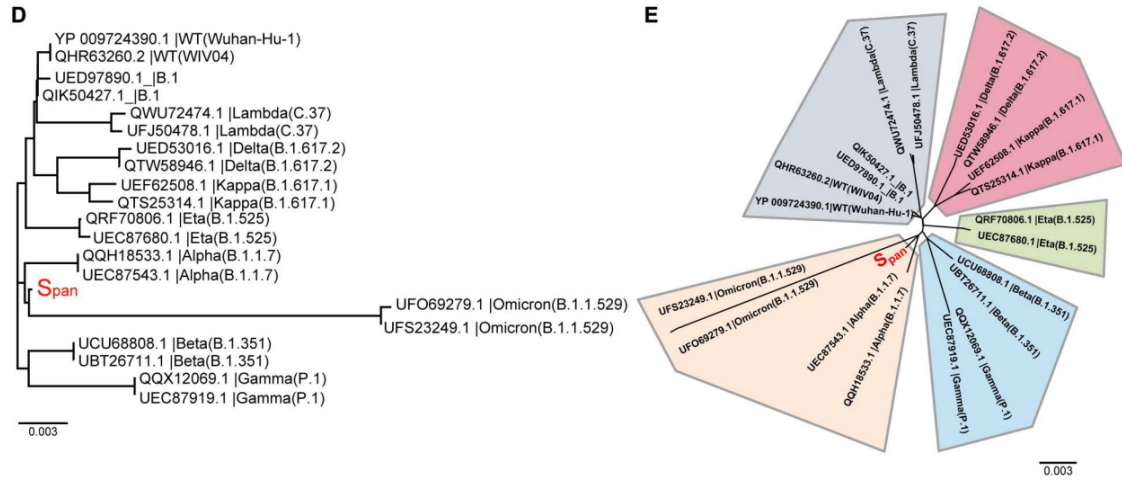 D
YP 009724390.1 |WT(Wuhan-Hu-1)
QHR63260.2 |WT(WIV04)
UED97890.1_|B.1
QIK50427.1_|B.1
QWU72474.1 |Lambda(C.37)
UFJ50478.1 |Lambda(C.37)
UED53016.1 |Delta(B.1.617.2)
QTW58946.1 |Delta(B.1.617.2)
UEF62508.1 |Kappa(B.1.617.1)
QTS25314.1 |Kappa(B.1.617.1)
QRF70806.1 |Eta(B.1.525)
UEC87680.1 |Eta(B.1.525)
QQH18533.1 |Alpha(B.1.1.7)
UEC87543.1 |Alpha(B.1.1.7)
Span
UFO69279.1 |Omicron(B.1.1.529)
UFS23249.1 |Omicron(B.1.1.529)
UCU68808.1 |Beta(B.1.351)
UBT26711.1 |Beta(B.1.351)
QQX12069.1 |Gamma(P.1)
UEC87919.1 |Gamma(P.1)
0.003
E
QWU72474.1 |Lambda(C.37)
UFJ50478.1 |Lambda(C.37)
QIK50427.1_|B.1
UED97890.1_|B.1
QHR63260.2|WT(WIV04)
YP 009724390.1|WT(Wuhan-Hu-1)
UED53016.1 |Delta(B.1.617.2)
QTW58946.1 |Delta(B.1.617.2)
UEF62508.1 |Kappa(B.1.617.1)
QTS25314.1 |Kappa(B.1.617.1)
QRF70806.1 |Eta(B.1.525)
UEC87680.1 |Eta(B.1.525)
Span
UFS23249.1 |Omicron(B.1.1.529)
UFO69279.1 |Omicron(B.1.1.529)
UEC87543.1 |Alpha(B.1.1.7)
QQH18533.1 |Alpha(B.1.1.7)
UCU68808.1 |Beta(B.1.351)
UBT26711.1 |Beta(B.1.351)
QQX12069.1 |Gamma(P.1)
UEC87919.1 |Gamma(P.1)
0.003